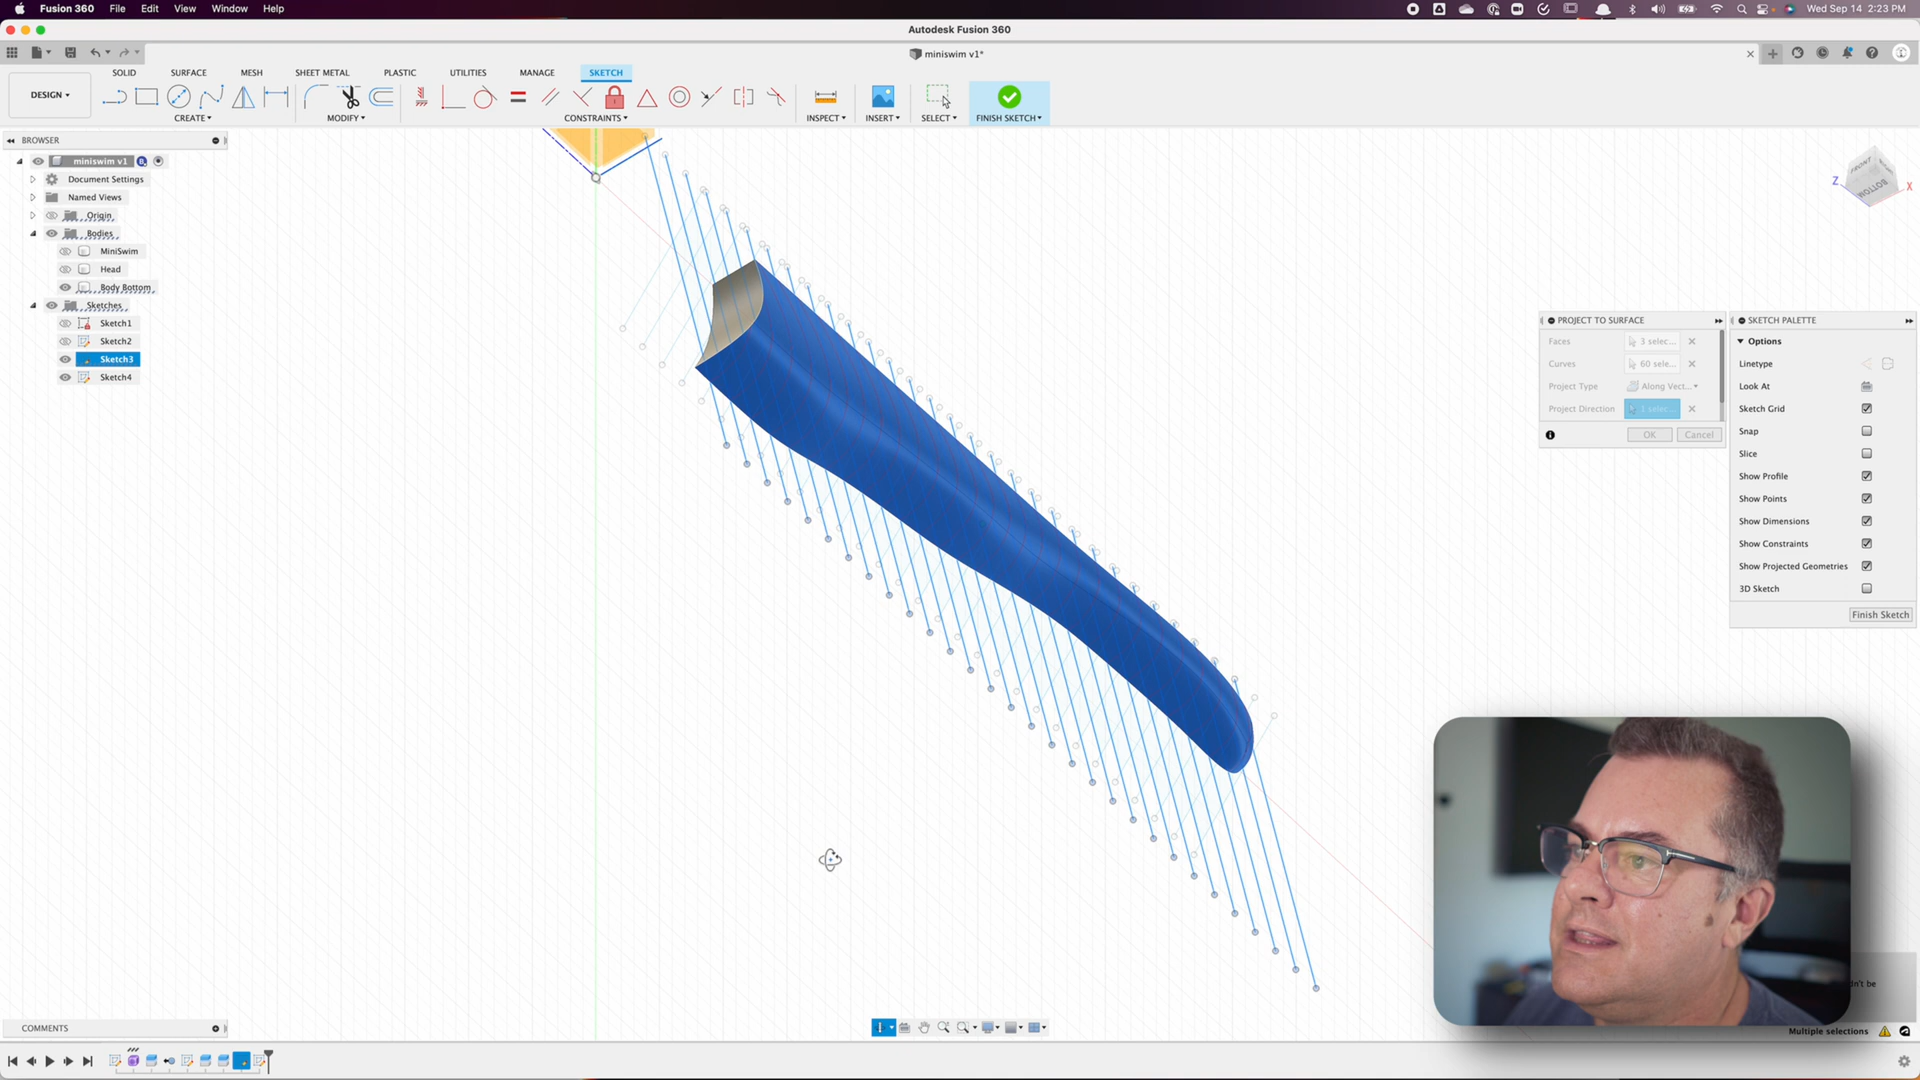 Fusion 360 File Edit View Window Help
Wed Sep 14 2:23 PM
Autodesk Fusion 360
miniswim v1*
SOLID SURFACE MESH SHEET METAL PLASTIC UTILITIES MANAGE SKETCH
DESIGN
CREATE MODIFY CONSTRAINTS INSPECT INSERT SELECT FINISH SKETCH
BROWSER
miniswim v1
Document Settings
Named Views
Origin
Bodies
MiniSwim
Head
Body Bottom
Sketches
Sketch1
Sketch2
Sketch3
Sketch4
FRONT
BOTTOM
Z
X
PROJECT TO SURFACE
Faces 3 selec...
Curves 60 sele...
Project Type Along Vect...
Project Direction 1 selec...
OK Cancel
SKETCH PALETTE
Options
Linetype
Look At
Sketch Grid
Snap
Slice
Show Profile
Show Points
Show Dimensions
Show Constraints
Show Projected Geometries
3D Sketch
Finish Sketch
Multiple selections
COMMENTS